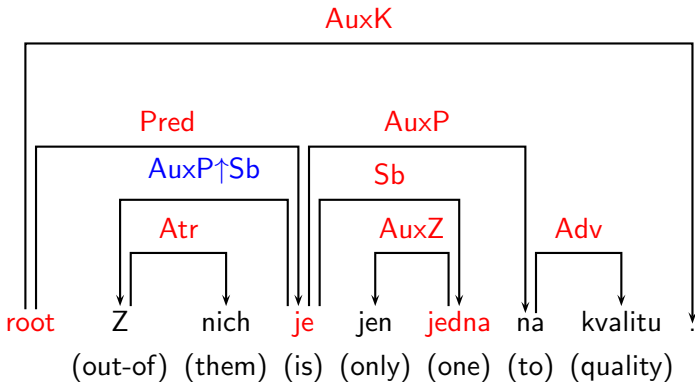 AuxK
Pred AuxP
AuxP↑Sb Sb
Atr AuxZ Adv
root Z nich je jen jedna na kvalitu .
(out-of) (them) (is) (only) (one) (to) (quality)